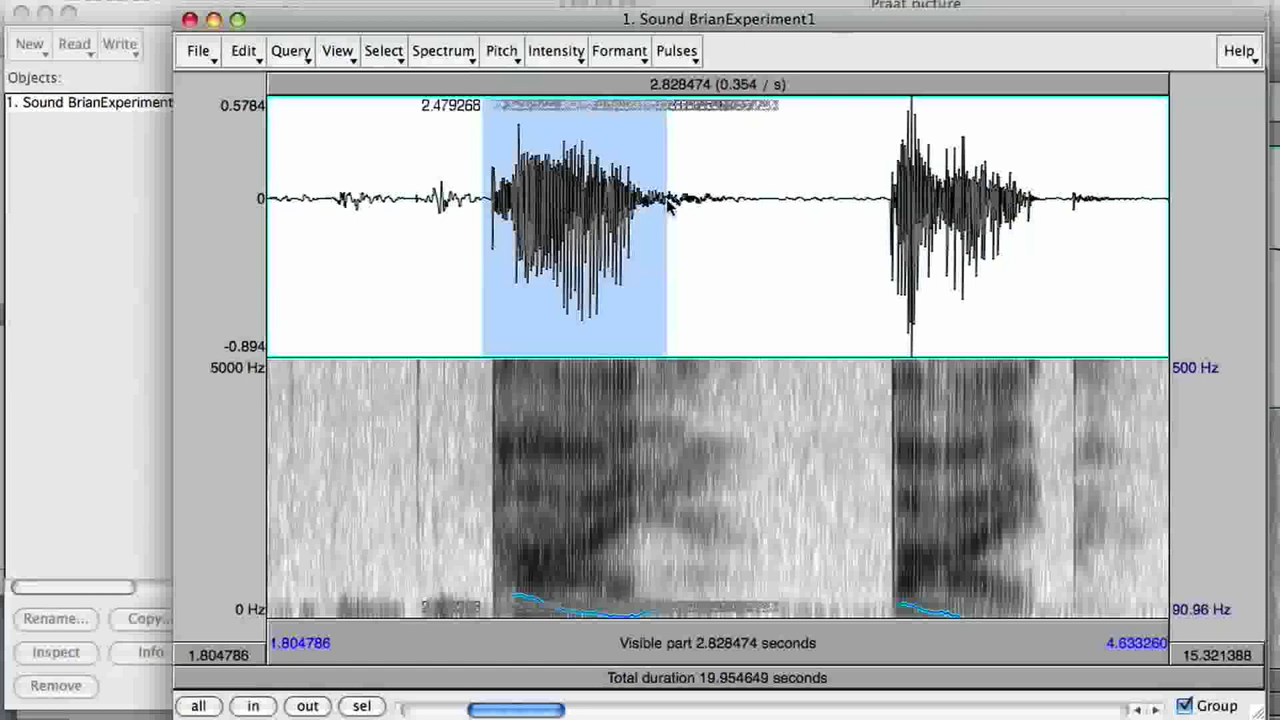 Praat picture
1. Sound BrianExperiment1
New Read Write
File Edit Query View Select Spectrum Pitch Intensity Formant Pulses Help
Objects:
1. Sound BrianExperiment
2.828474 (0.354 / s)
0.5784
2.479268
0
-0.894
5000 Hz
500 Hz
0 Hz
90.96 Hz
Rename... Copy...
Inspect Info
Remove
1.804786
Visible part 2.828474 seconds
4.633260
1.804786
15.321388
Total duration 19.954649 seconds
all in out sel
Group